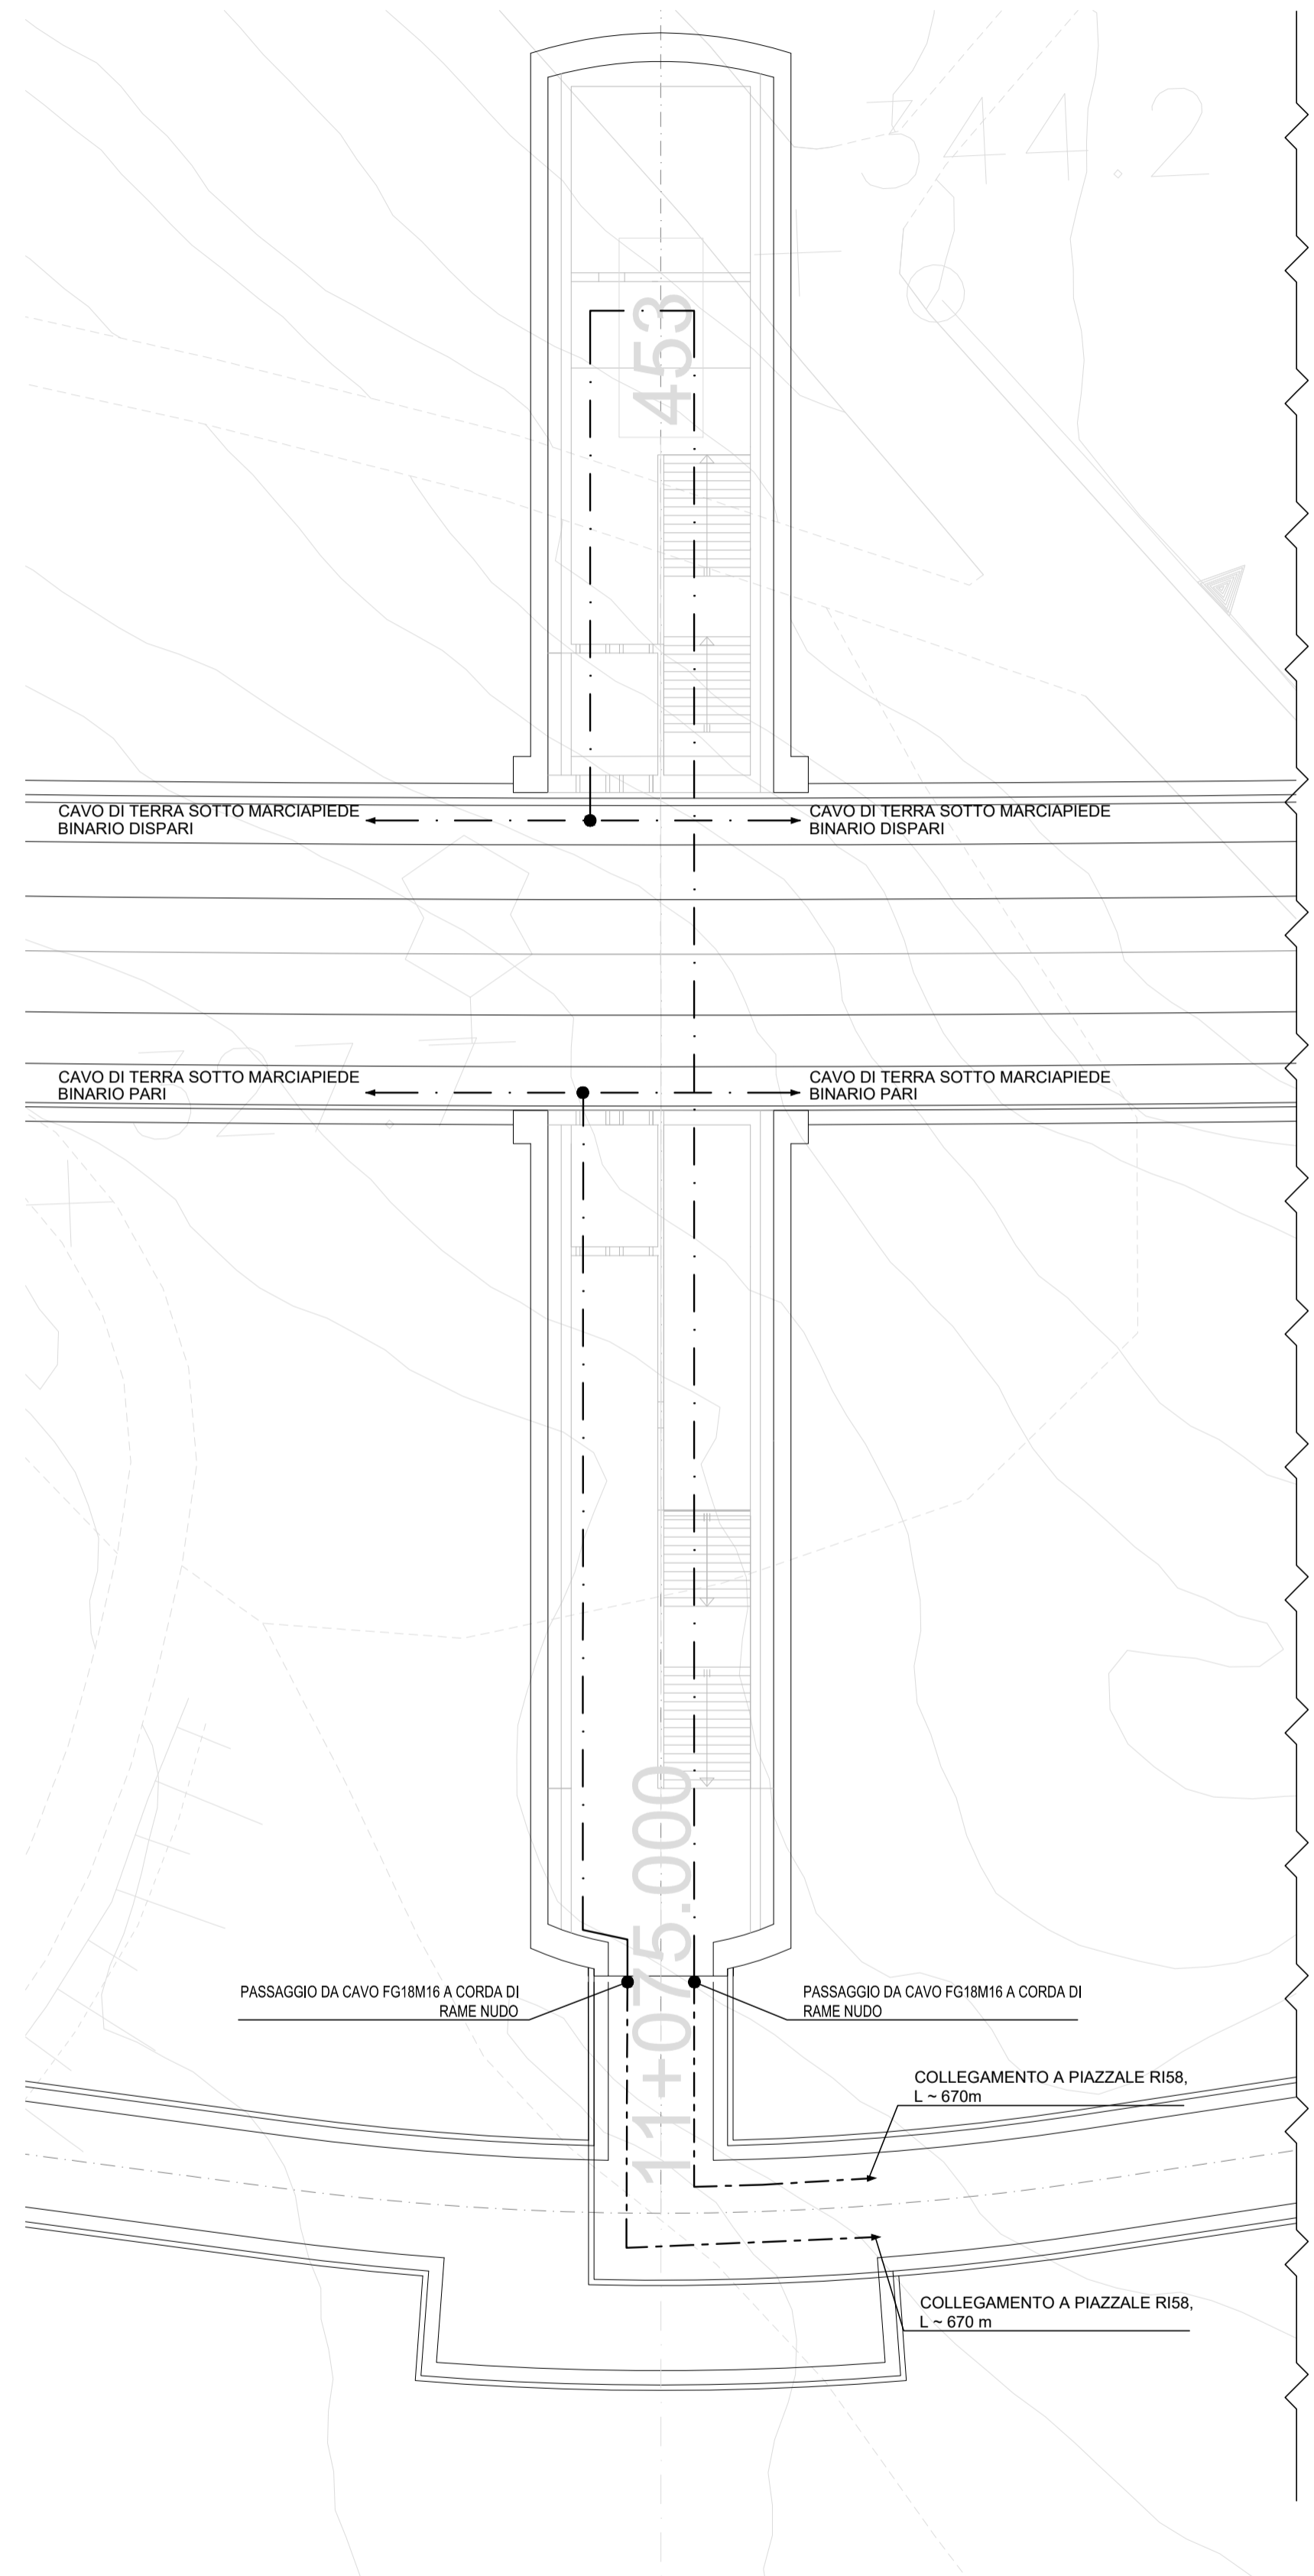 344.2
453
CAVO DI TERRA SOTTO MARCIAPIEDE
BINARIO DISPARI
CAVO DI TERRA SOTTO MARCIAPIEDE
BINARIO DISPARI
327.7
CAVO DI TERRA SOTTO MARCIAPIEDE
BINARIO PARI
CAVO DI TERRA SOTTO MARCIAPIEDE
BINARIO PARI
11+075.000
PASSAGGIO DA CAVO FG18M16 A CORDA DI
RAME NUDO
PASSAGGIO DA CAVO FG18M16 A CORDA DI
RAME NUDO
COLLEGAMENTO A PIAZZALE RI58,
L ~ 670m
COLLEGAMENTO A PIAZZALE RI58,
L ~ 670 m